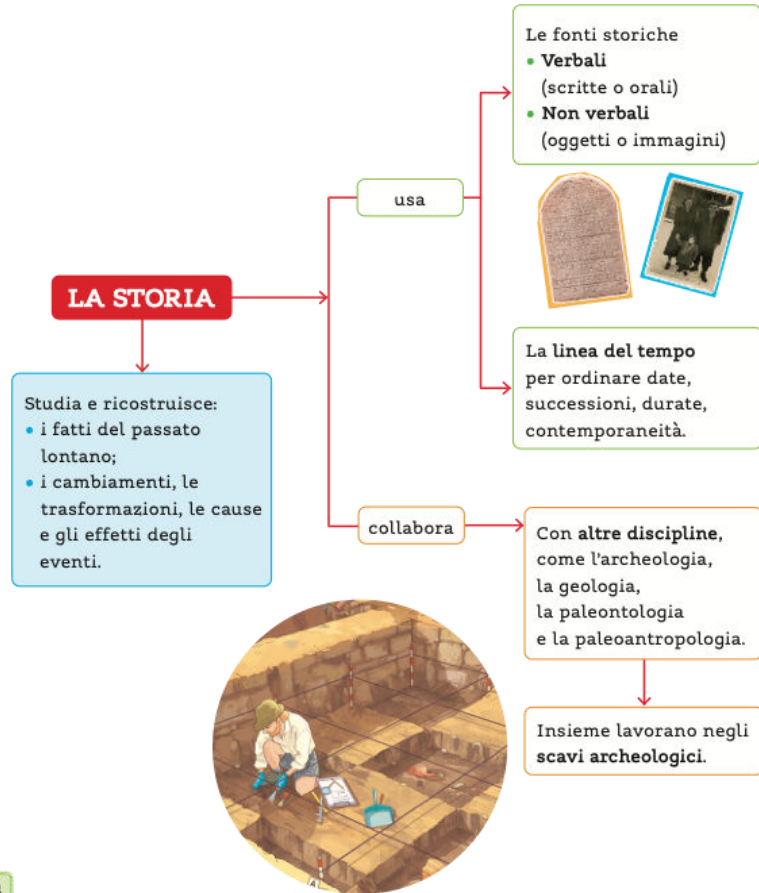 LA STORIA
Studia e ricostruisce:
• i fatti del passato
lontano;
• i cambiamenti, le
trasformazioni, le cause
e gli effetti degli
eventi.
usa
Le fonti storiche
• Verbali
(scritte o orali)
• Non verbali
(oggetti o immagini)
La linea del tempo
per ordinare date,
successioni, durate,
contemporaneità.
collabora
Con altre discipline,
come l'archeologia,
la geologia,
la paleontologia
e la paleoantropologia.
Insieme lavorano negli
scavi archeologici.